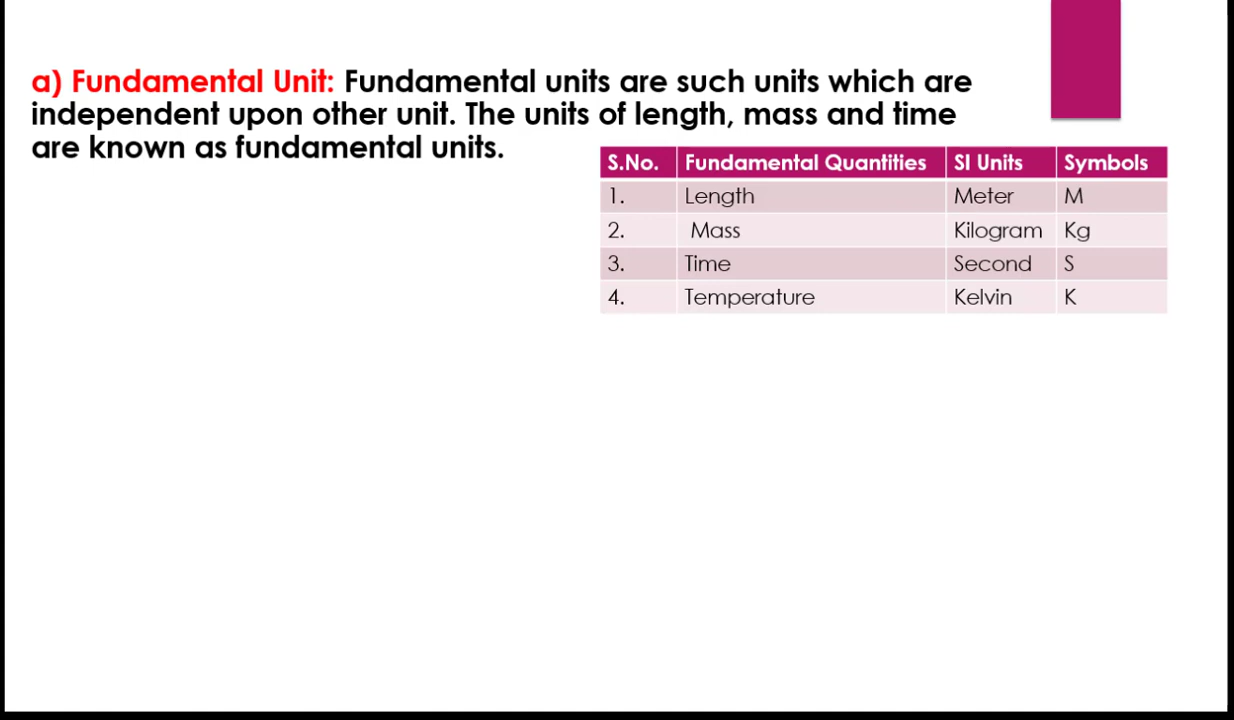 a) Fundamental Unit: Fundamental units are such units which are
independent upon other unit. The units of length, mass and time
are known as fundamental units.
S.No. Fundamental Quantities SI Units Symbols
1. Length Meter M
2. Mass Kilogram Kg
3. Time Second S
4. Temperature Kelvin K